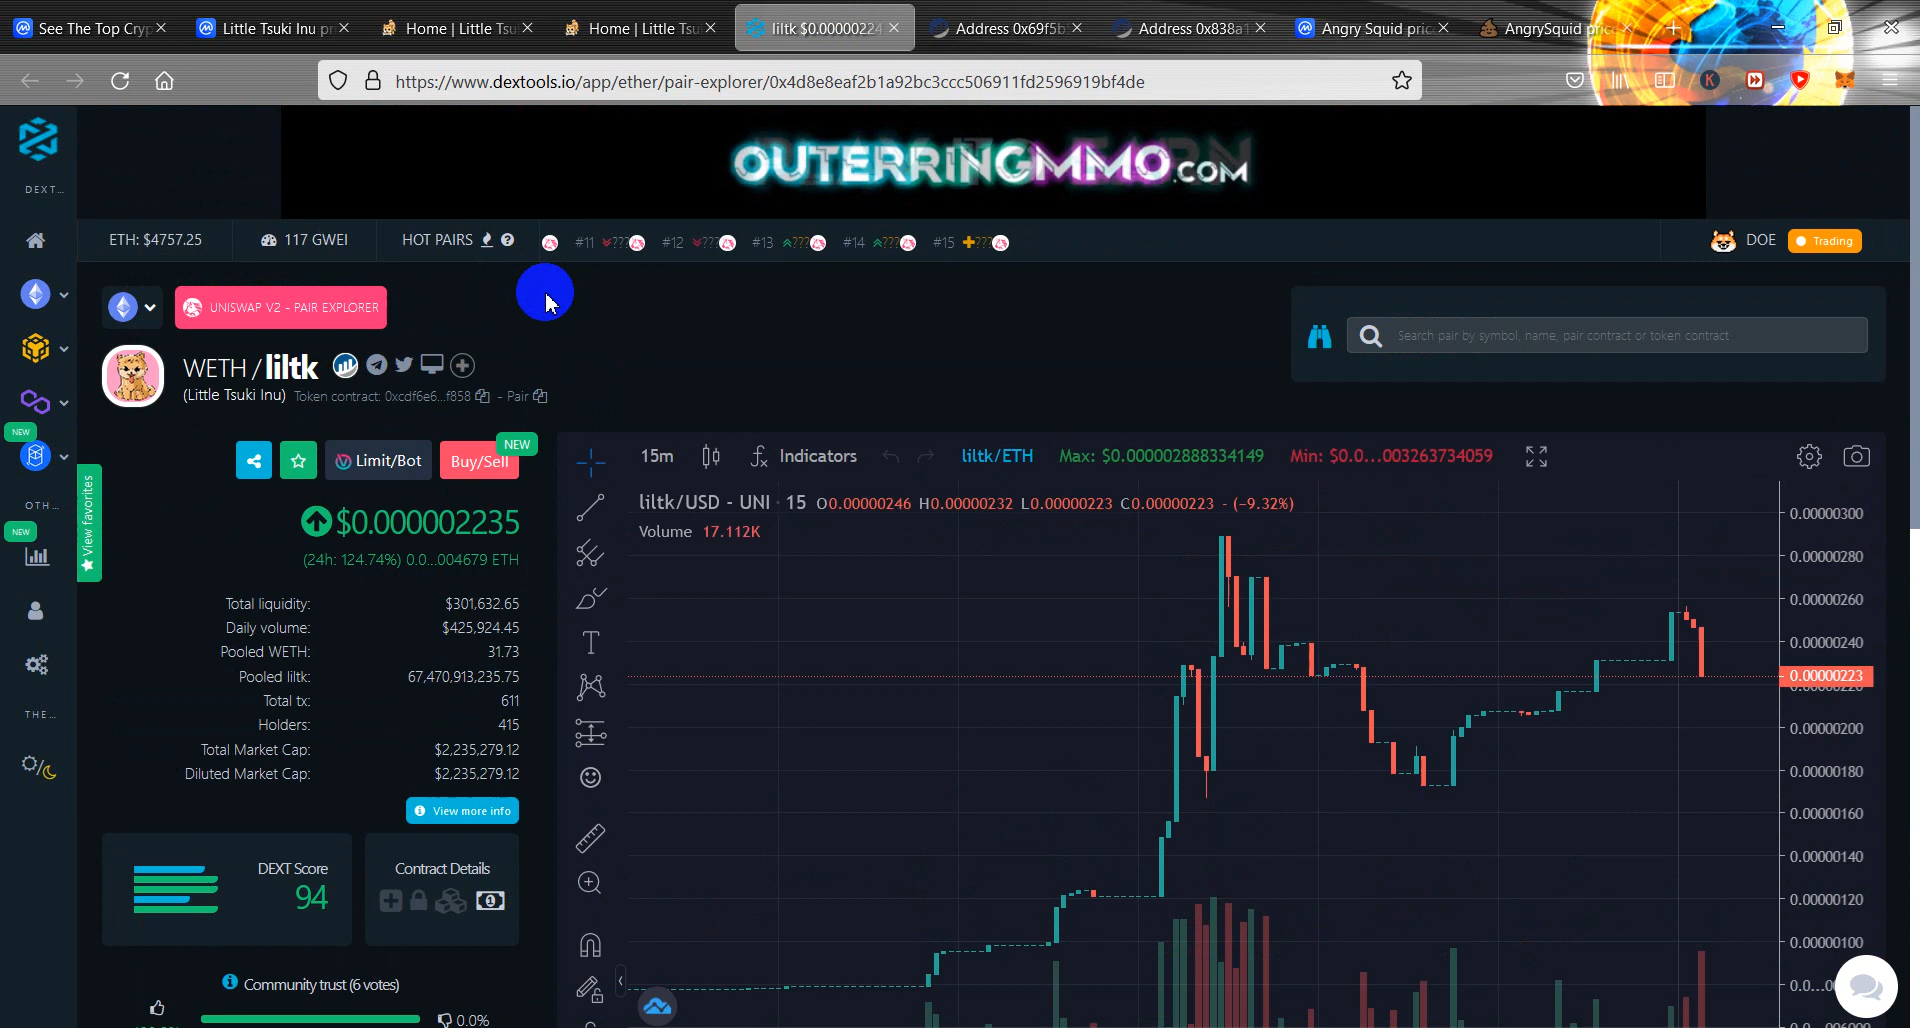 See The Top Cryp
Little Tsuki Inu pr
Home | Little Tsu
Home | Little Tsu
liltk $0.00000224
Address 0x69f5b
Address 0x838a1
Angry Squid pric
AngrySquid price
https://www.dextools.io/app/ether/pair-explorer/0x4d8e8eaf2b1a92bc3ccc506911fd2596919bf4de
OUTERRINGMMO.COM
DEXT...
ETH: $4757.25
117 GWEI
HOT PAIRS
#11 ???
#12 ???
#13 ???
#14 ???
#15 ???
DOE
Trading
UNISWAP V2 - PAIR EXPLORER
Search pair by symbol, name, pair contract or token contract
WETH / liltk
(Little Tsuki Inu) Token contract: 0xcdf6e6...f858 - Pair
NEW
NEW
Limit/Bot
Buy/Sell
15m
Indicators
liltk/ETH
Max: $0.000002888334149
Min: $0.0...003263734059
View favorites
OTH...
NEW
THE...
liltk/USD - UNI · 15 O0.00000246 H0.00000232 L0.00000223 C0.00000223 - (−9.32%)
Volume 17.112K
$0.000002235
(24h: 124.74%) 0.0...004679 ETH
Total liquidity: $301,632.65
Daily volume: $425,924.45
Pooled WETH: 31.73
Pooled liltk: 67,470,913,235.75
Total tx: 611
Holders: 415
Total Market Cap: $2,235,279.12
Diluted Market Cap: $2,235,279.12
View more info
DEXT Score
94
Contract Details
Community trust (6 votes)
0.0%
0.00000300
0.00000280
0.00000260
0.00000240
0.00000223
0.00000200
0.00000180
0.00000160
0.00000140
0.00000120
0.00000100